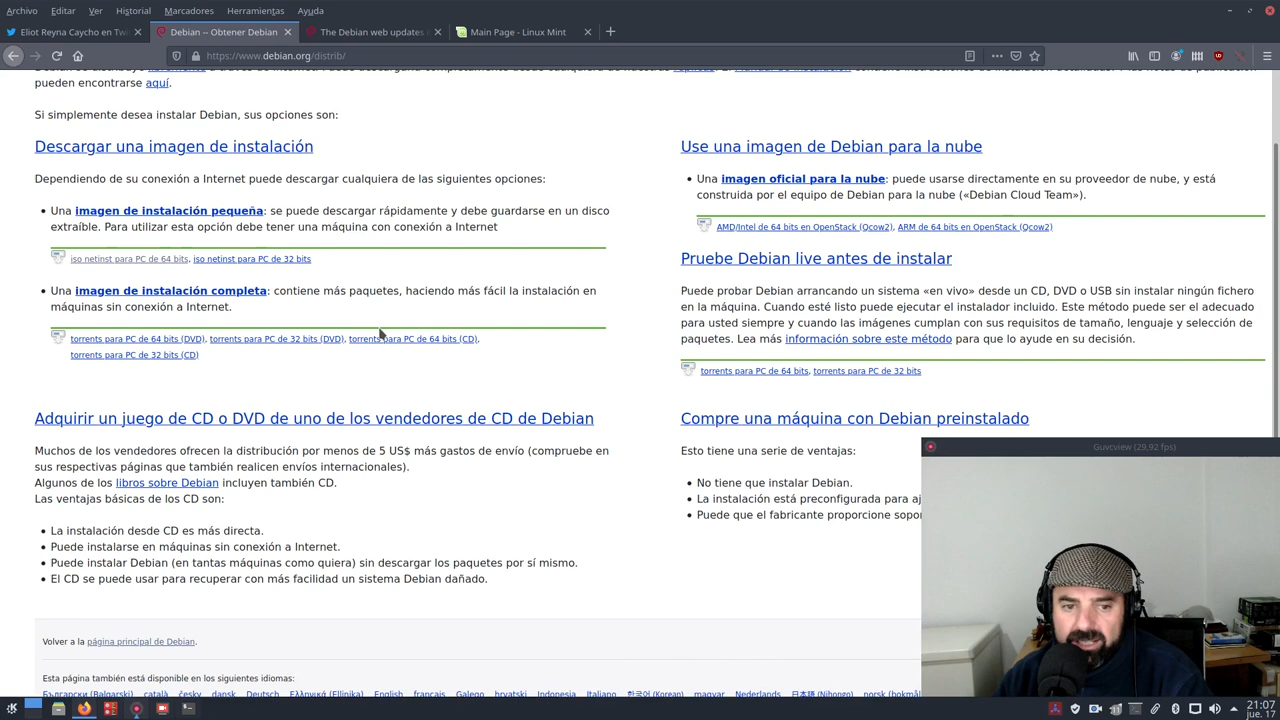 Archivo Editar Ver Historial Marcadores Herramientas Ayuda
Eliot Reyna Caycho en Tw
Debian -- Obtener Debian
The Debian web updates
Main Page - Linux Mint
https://www.debian.org/distrib/
pueden encontrarse aquí.
Si simplemente desea instalar Debian, sus opciones son:
Descargar una imagen de instalación
Dependiendo de su conexión a Internet puede descargar cualquiera de las siguientes opciones:
Una imagen de instalación pequeña: se puede descargar rápidamente y debe guardarse en un disco
extraíble. Para utilizar esta opción debe tener una máquina con conexión a Internet
iso netinst para PC de 64 bits, iso netinst para PC de 32 bits
Una imagen de instalación completa: contiene más paquetes, haciendo más fácil la instalación en
máquinas sin conexión a Internet.
torrents para PC de 64 bits (DVD), torrents para PC de 32 bits (DVD), torrents para PC de 64 bits (CD),
torrents para PC de 32 bits (CD)
Use una imagen de Debian para la nube
Una imagen oficial para la nube: puede usarse directamente en su proveedor de nube, y está
construida por el equipo de Debian para la nube («Debian Cloud Team»).
AMD/Intel de 64 bits en OpenStack (Qcow2), ARM de 64 bits en OpenStack (Qcow2)
Pruebe Debian live antes de instalar
Puede probar Debian arrancando un sistema «en vivo» desde un CD, DVD o USB sin instalar ningún fichero
en la máquina. Cuando esté listo puede ejecutar el instalador incluido. Este método puede ser el adecuado
para usted siempre y cuando las imágenes cumplan con sus requisitos de tamaño, lenguaje y selección de
paquetes. Lea más información sobre este método para que lo ayude en su decisión.
torrents para PC de 64 bits, torrents para PC de 32 bits
Adquirir un juego de CD o DVD de uno de los vendedores de CD de Debian
Muchos de los vendedores ofrecen la distribución por menos de 5 US$ más gastos de envío (compruebe en
sus respectivas páginas que también realicen envíos internacionales).
Algunos de los libros sobre Debian incluyen también CD.
Las ventajas básicas de los CD son:
La instalación desde CD es más directa.
Puede instalarse en máquinas sin conexión a Internet.
Puede instalar Debian (en tantas máquinas como quiera) sin descargar los paquetes por sí mismo.
El CD se puede usar para recuperar con más facilidad un sistema Debian dañado.
Compre una máquina con Debian preinstalado
Esto tiene una serie de ventajas:
No tiene que instalar Debian.
La instalación está preconfigurada para aj
Puede que el fabricante proporcione sopor
Guvcview (29,92 fps)
Volver a la página principal de Debian.
Esta página también está disponible en los siguientes idiomas:
Български (Bəlgarski) català česky dansk Deutsch Ελληνικά (Ellinika) English français Galego hrvatski Indonesia Italiano 한국어 (Korean) magyar Nederlands 日本語 (Nihongo) norsk (bokmål
21:07
jue. 17